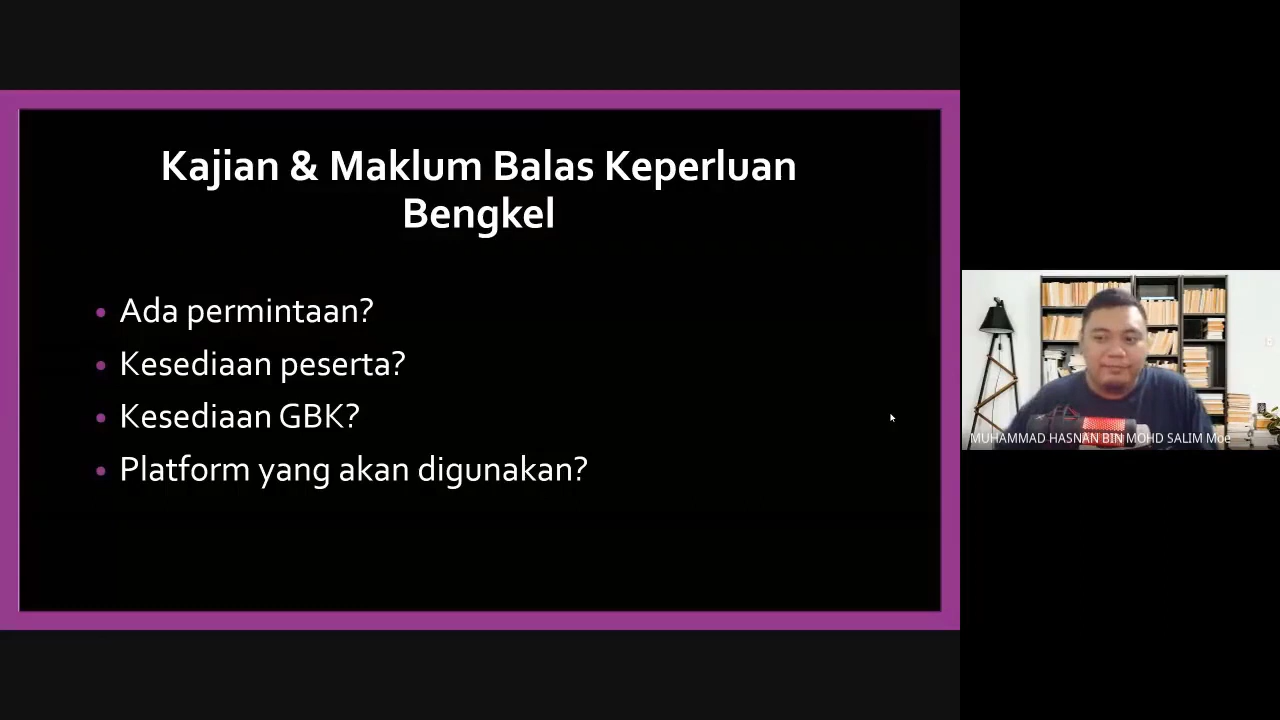 Kajian & Maklum Balas Keperluan
Bengkel
• Ada permintaan?
• Kesediaan peserta?
• Kesediaan GBK?
• Platform yang akan digunakan?
MUHAMMAD HASNAN BIN MOHD SALIM Moe